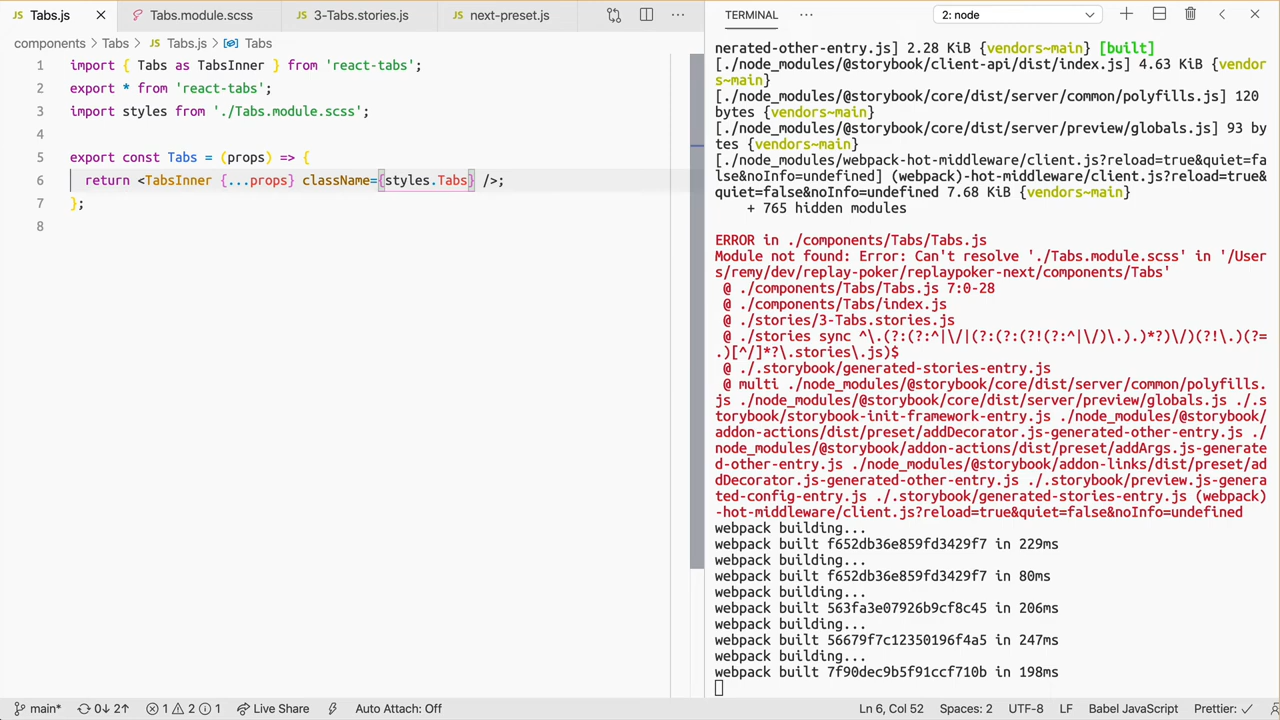 Tabs.js
Tabs.module.scss
3-Tabs.stories.js
next-preset.js
components > Tabs > Tabs.js > Tabs
1 import { Tabs as TabsInner } from 'react-tabs';
2 export * from 'react-tabs';
3 import styles from './Tabs.module.scss';
4
5 export const Tabs = (props) => {
6 return <TabsInner {...props} className={styles.Tabs} />;
7 };
8
TERMINAL
2: node
nerated-other-entry.js] 2.28 KiB {vendors~main} [built]
[./node_modules/@storybook/client-api/dist/index.js] 4.63 KiB {vendor
s~main}
[./node_modules/@storybook/core/dist/server/common/polyfills.js] 120
bytes {vendors~main}
[./node_modules/@storybook/core/dist/server/preview/globals.js] 93 by
tes {vendors~main}
[./node_modules/webpack-hot-middleware/client.js?reload=true&quiet=fa
lse&noInfo=undefined] (webpack)-hot-middleware/client.js?reload=true&
quiet=false&noInfo=undefined 7.68 KiB {vendors~main}
+ 765 hidden modules
ERROR in ./components/Tabs/Tabs.js
Module not found: Error: Can't resolve './Tabs.module.scss' in '/User
s/remy/dev/replay-poker/replaypoker-next/components/Tabs'
@ ./components/Tabs/Tabs.js 7:0-28
@ ./components/Tabs/index.js
@ ./stories/3-Tabs.stories.js
@ ./stories sync ^\.(?:(?:^|\/|(?:(?:(?!(?:^|\/)\.).)*?)\/)(?!\.)(?=
.)[^/]*?\.stories\.js)$
@ ./.storybook/generated-stories-entry.js
@ multi ./node_modules/@storybook/core/dist/server/common/polyfills.
js ./node_modules/@storybook/core/dist/server/preview/globals.js ./.s
torybook/storybook-init-framework-entry.js ./node_modules/@storybook/
addon-actions/dist/preset/addDecorator.js-generated-other-entry.js ./
node_modules/@storybook/addon-actions/dist/preset/addArgs.js-generate
d-other-entry.js ./node_modules/@storybook/addon-links/dist/preset/ad
dDecorator.js-generated-other-entry.js ./.storybook/preview.js-genera
ted-config-entry.js ./.storybook/generated-stories-entry.js (webpack)
-hot-middleware/client.js?reload=true&quiet=false&noInfo=undefined
webpack building...
webpack built f652db36e859fd3429f7 in 229ms
webpack building...
webpack built f652db36e859fd3429f7 in 80ms
webpack building...
webpack built 563fa3e07926b9cf8c45 in 206ms
webpack building...
webpack built 56679f7c12350196f4a5 in 247ms
webpack building...
webpack built 7f90dec9b5f91ccf710b in 198ms
main* 0↓ 2↑ 1 2 1 Live Share Auto Attach: Off Ln 6, Col 52 Spaces: 2 UTF-8 LF Babel JavaScript Prettier: ✓